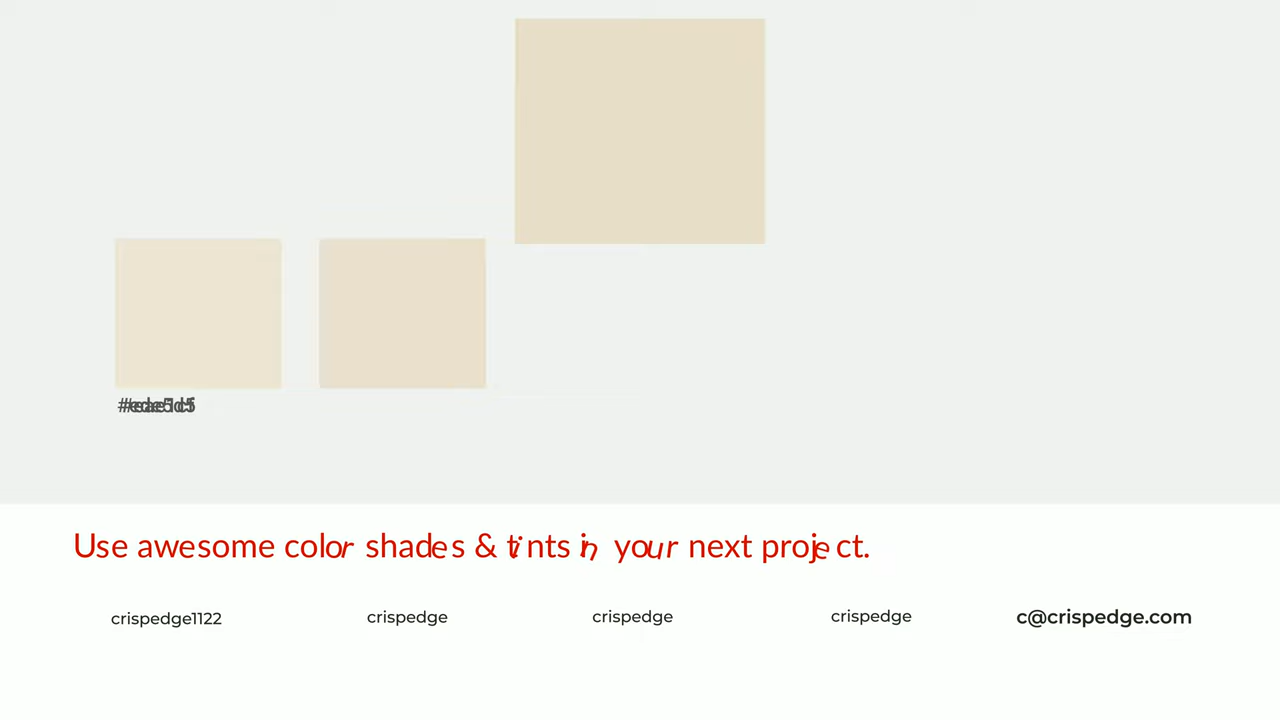 Use awesome color shades & tints in your next project.
crispedge1122 crispedge crispedge crispedge c@crispedge.com